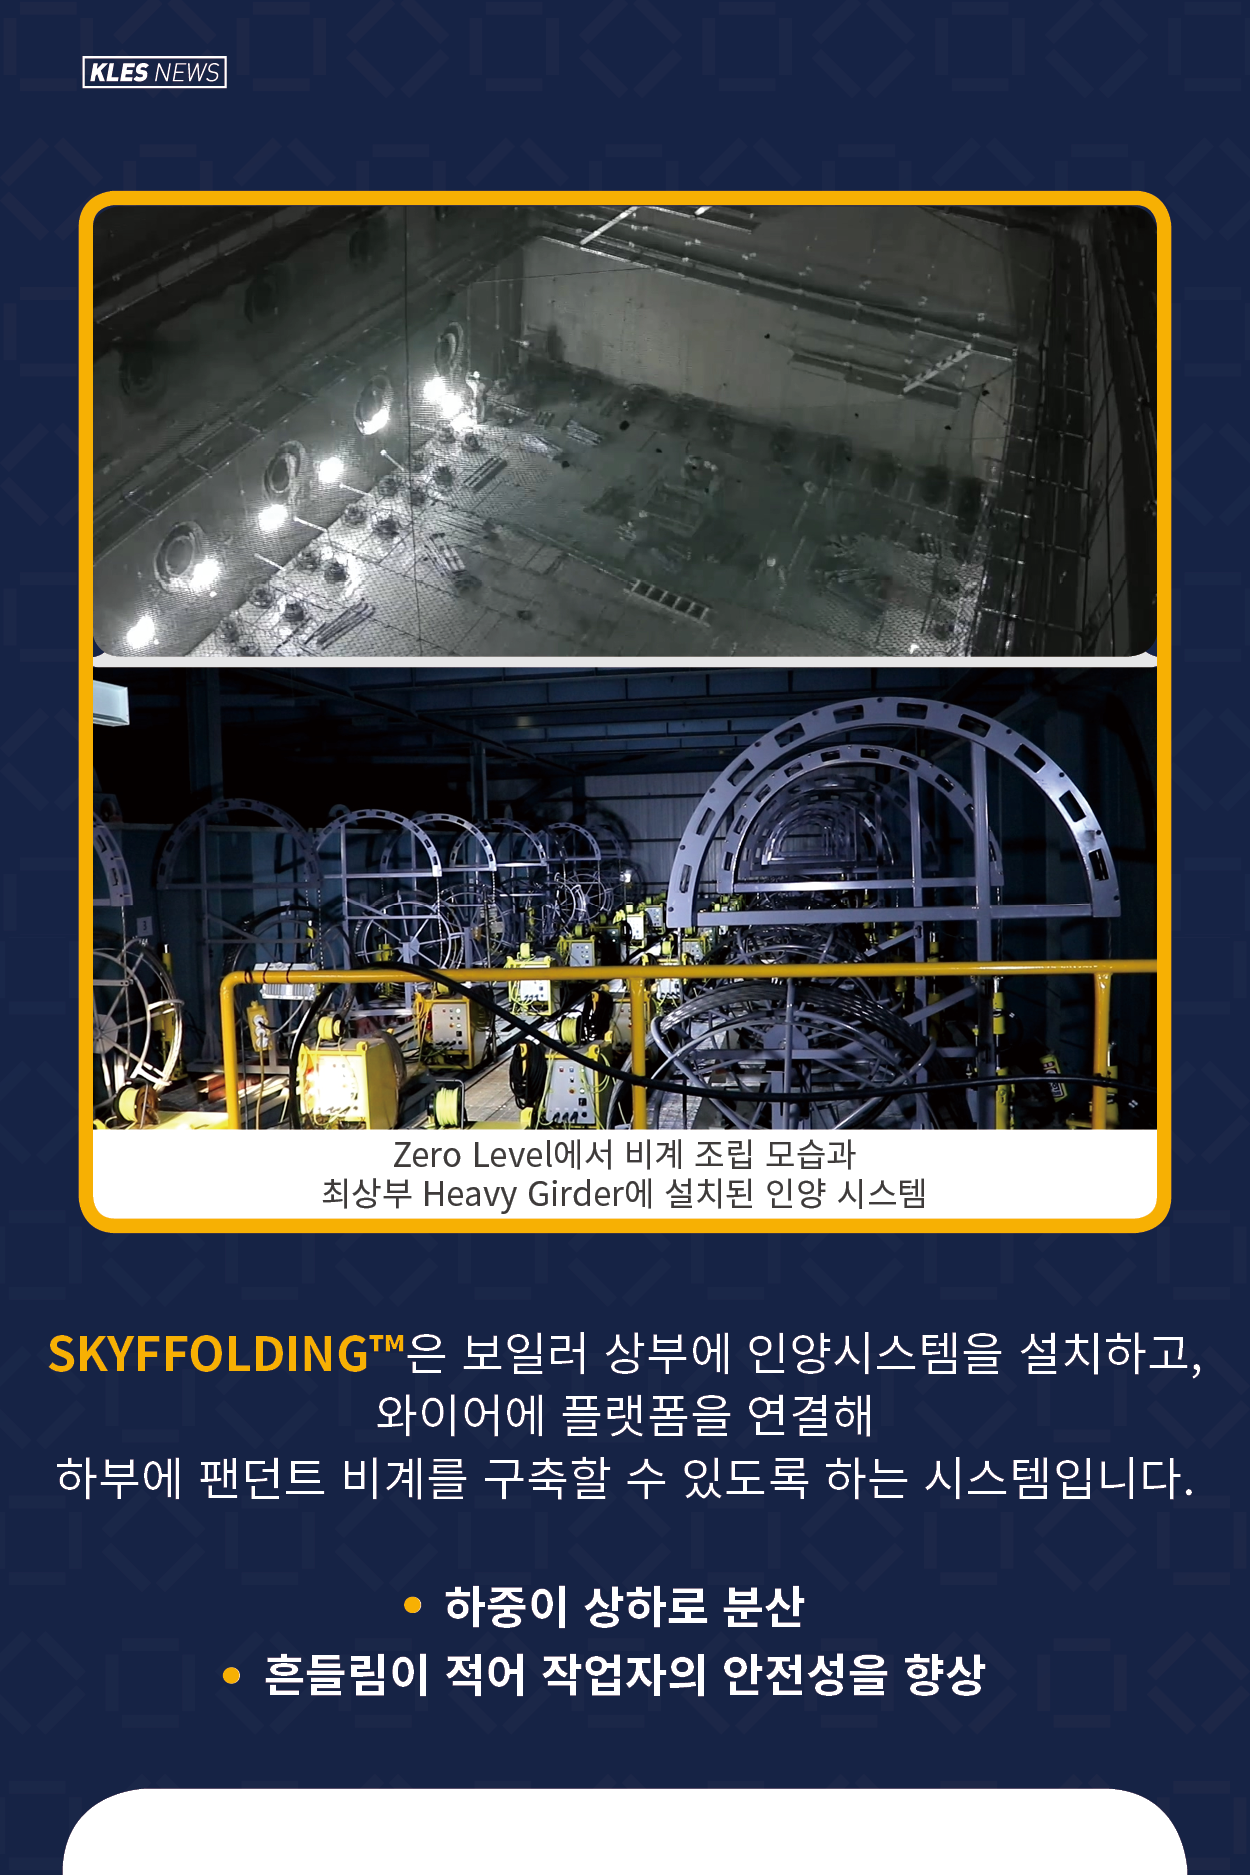 KLES NEWS
Zero Level에서 비계 조립 모습과
최상부 Heavy Girder에 설치된 인양 시스템
SKYFFOLDING™은 보일러 상부에 인양시스템을 설치하고,
와이어에 플랫폼을 연결해
하부에 팬던트 비계를 구축할 수 있도록 하는 시스템입니다.
• 하중이 상하로 분산
• 흔들림이 적어 작업자의 안전성을 향상